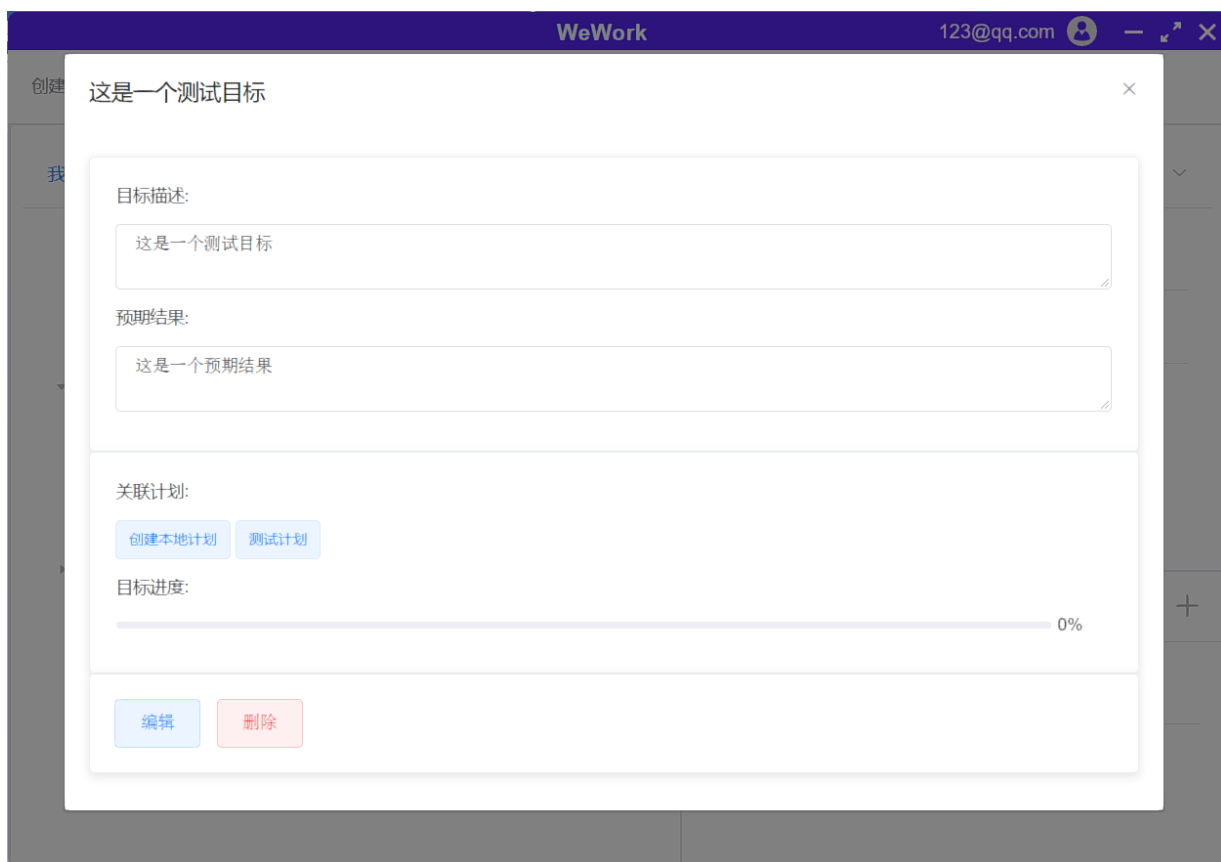 WeWork
123@qq.com
创建
这是一个测试目标
我
目标描述:
这是一个测试目标
预期结果:
这是一个预期结果
关联计划:
创建本地计划 测试计划
目标进度:
0%
编辑 删除